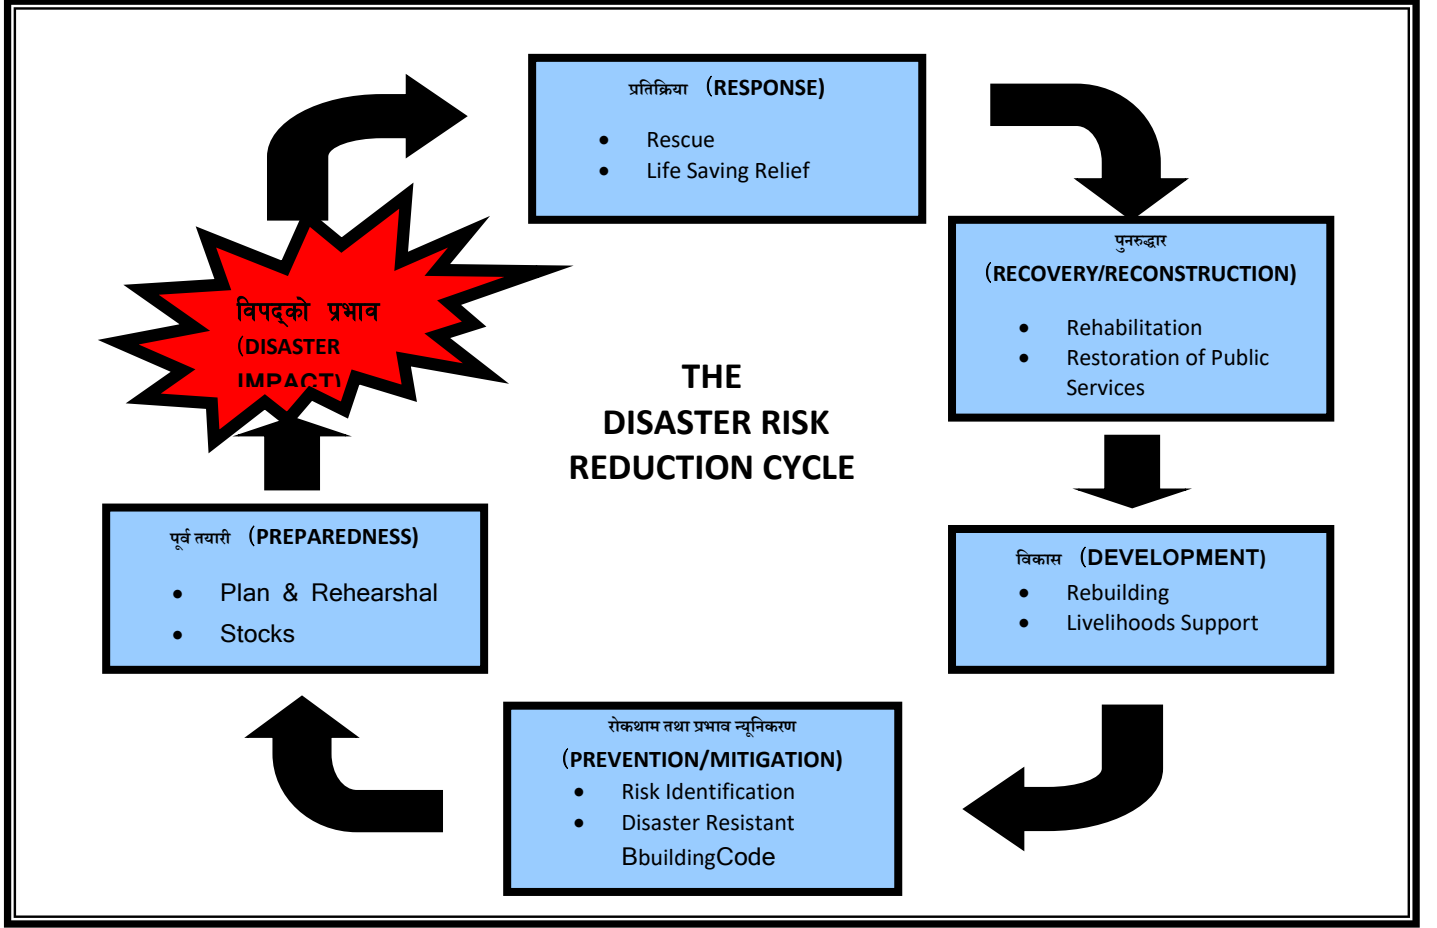 प्रतिक्रिया (RESPONSE)
• Rescue
• Life Saving Relief
पुनरुद्धार
(RECOVERY/RECONSTRUCTION)
• Rehabilitation
• Restoration of Public
Services
विपद्को प्रभाव
(DISASTER
IMPACT)
THE
DISASTER RISK
REDUCTION CYCLE
पूर्व तयारी (PREPAREDNESS)
• Plan & Rehearshal
• Stocks
विकास (DEVELOPMENT)
• Rebuilding
• Livelihoods Support
रोकथाम तथा प्रभाव न्यूनिकरण
(PREVENTION/MITIGATION)
• Risk Identification
• Disaster Resistant
BbuildingCode